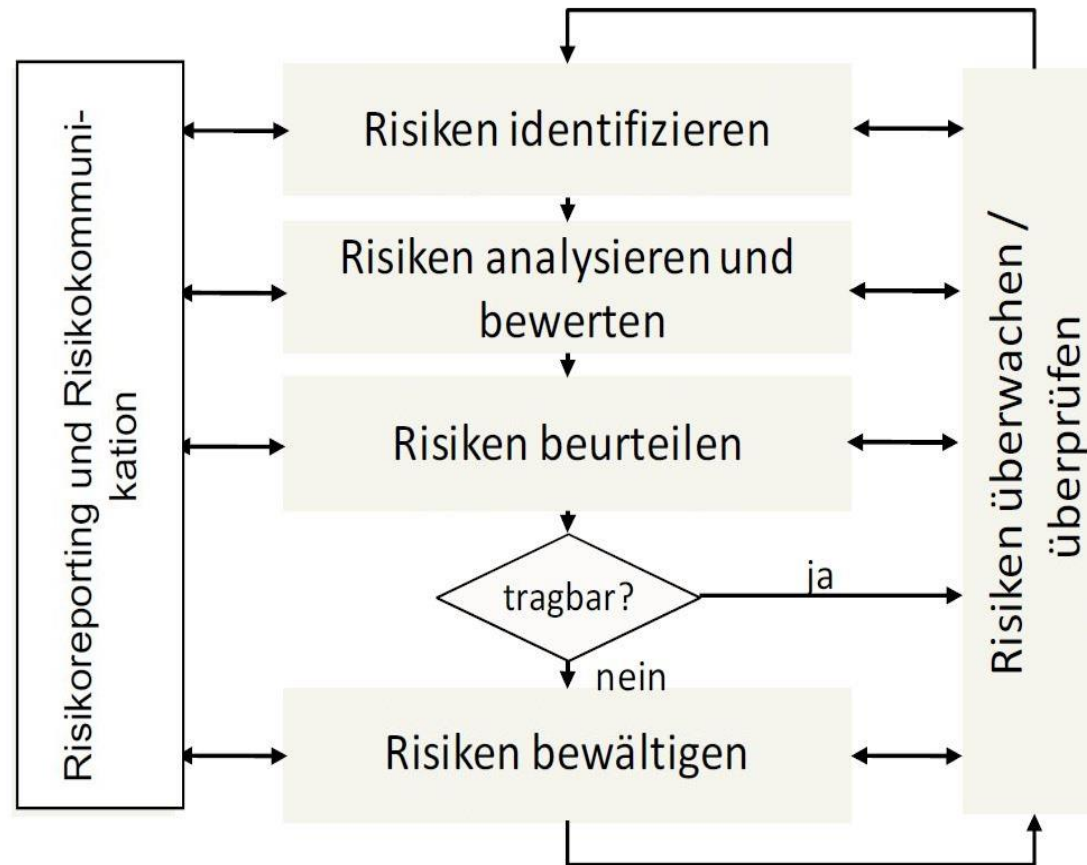 Risikoreporting und Risikokommuni-
kation
Risiken identifizieren
Risiken analysieren und
bewerten
Risiken beurteilen
tragbar?
ja
nein
Risiken bewältigen
Risiken überwachen /
überprüfen